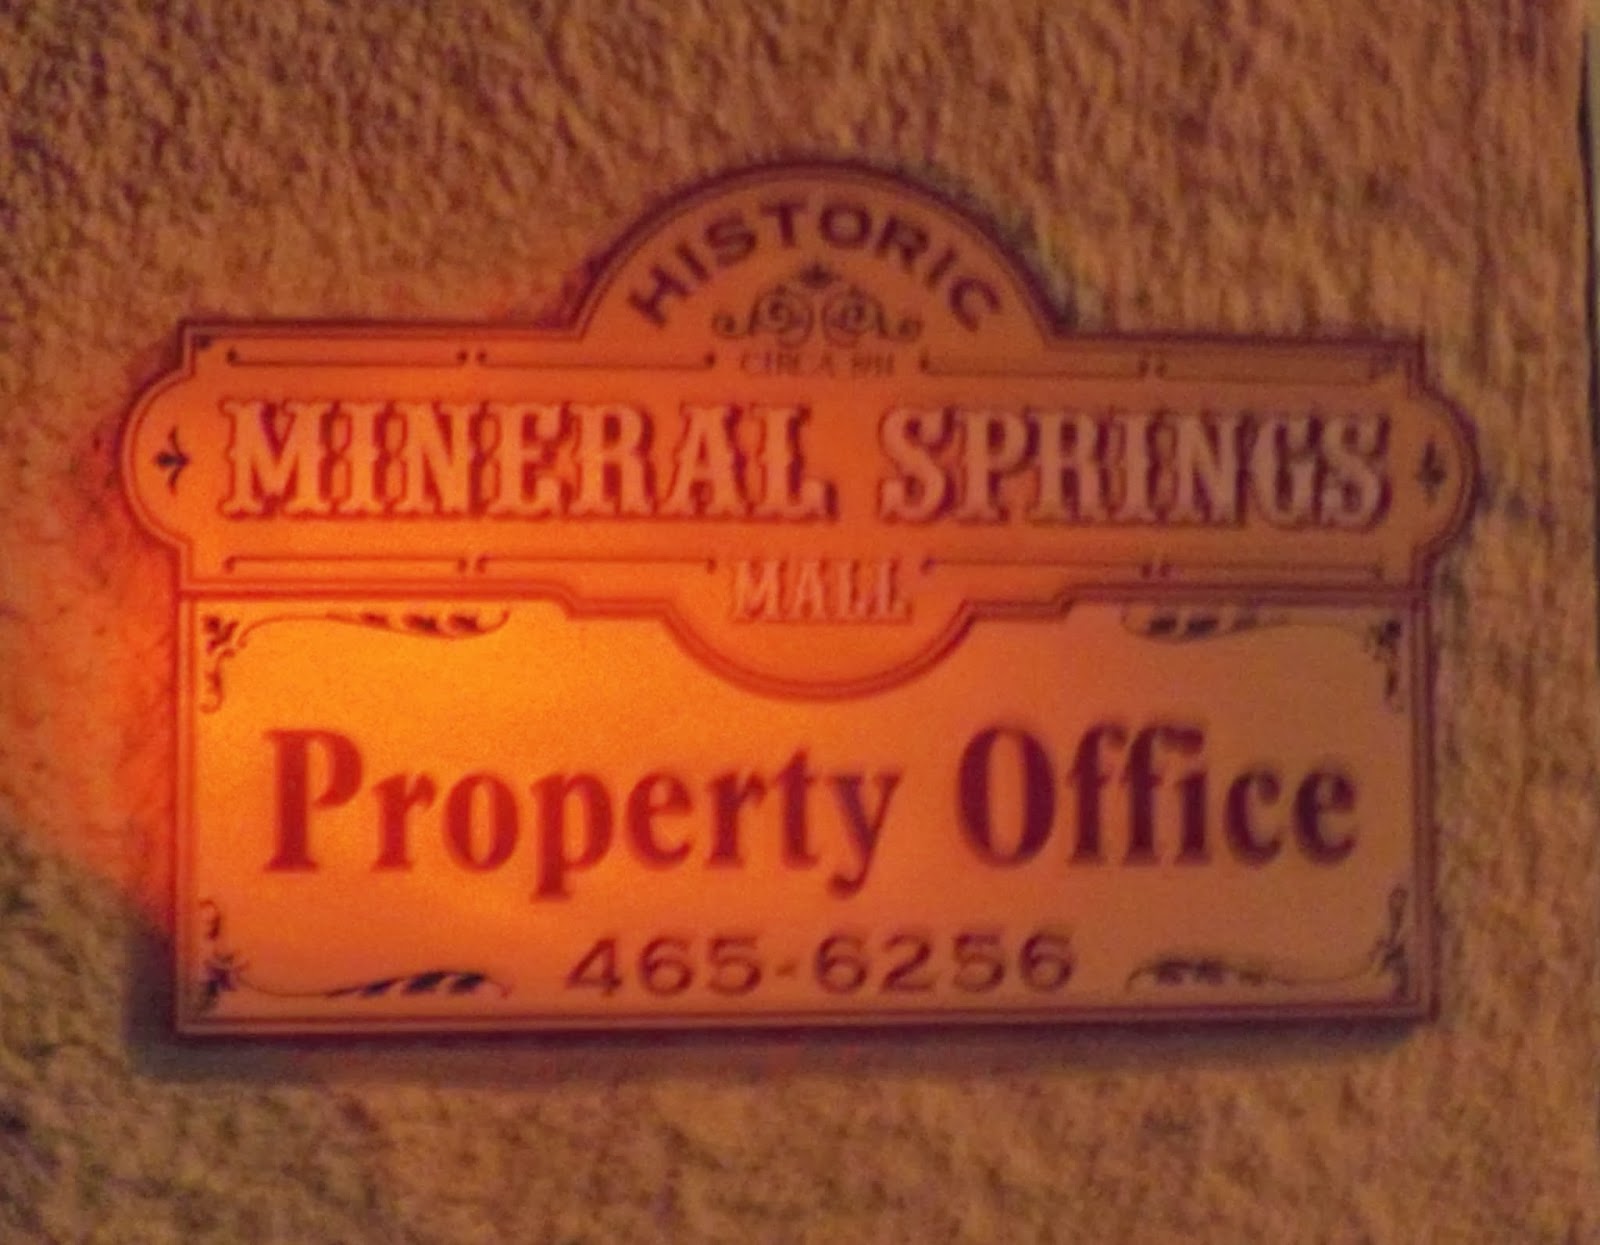 HISTORIC
CIRCA
MINERAL SPRINGS
MALL
Property Office
465-6256